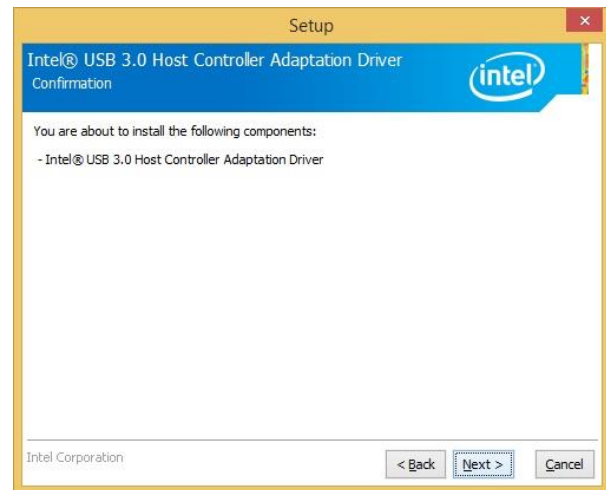 Setup
Intel® USB 3.0 Host Controller Adaptation Driver
Confirmation
intel
You are about to install the following components:
- Intel® USB 3.0 Host Controller Adaptation Driver
Intel Corporation
< Back
Next >
Cancel